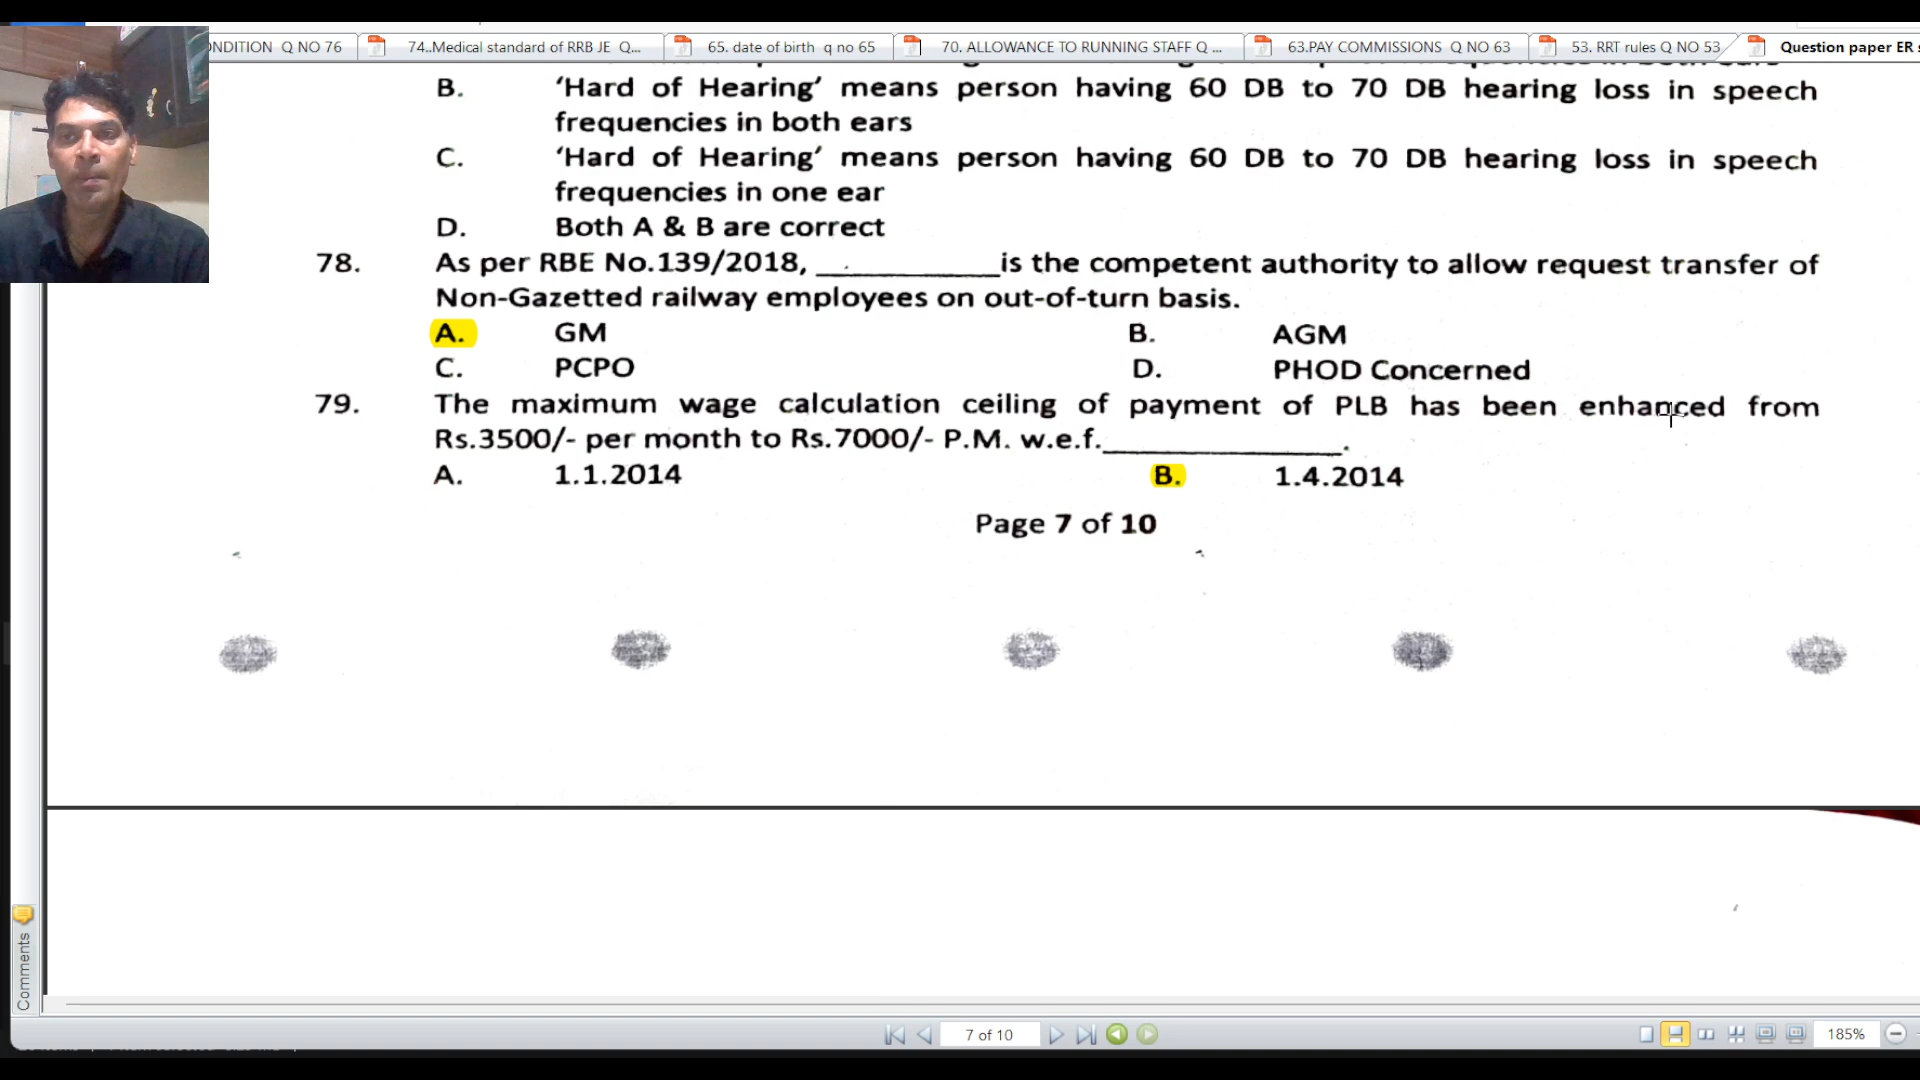 NDITION Q NO 76
74..Medical standard of RRB JE Q...
65. date of birth q no 65
70. ALLOWANCE TO RUNNING STAFF Q ...
63.PAY COMMISSIONS Q NO 63
53. RRT rules Q NO 53
Question paper ER s
B. ‘Hard of Hearing’ means person having 60 DB to 70 DB hearing loss in speech
frequencies in both ears
C. ‘Hard of Hearing’ means person having 60 DB to 70 DB hearing loss in speech
frequencies in one ear
D. Both A & B are correct
78. As per RBE No.139/2018, ____________is the competent authority to allow request transfer of
Non-Gazetted railway employees on out-of-turn basis.
A. GM B. AGM
C. PCPO D. PHOD Concerned
79. The maximum wage calculation ceiling of payment of PLB has been enhanced from
Rs.3500/- per month to Rs.7000/- P.M. w.e.f.________________.
A. 1.1.2014 B. 1.4.2014
Page 7 of 10
Comments
7 of 10
185%